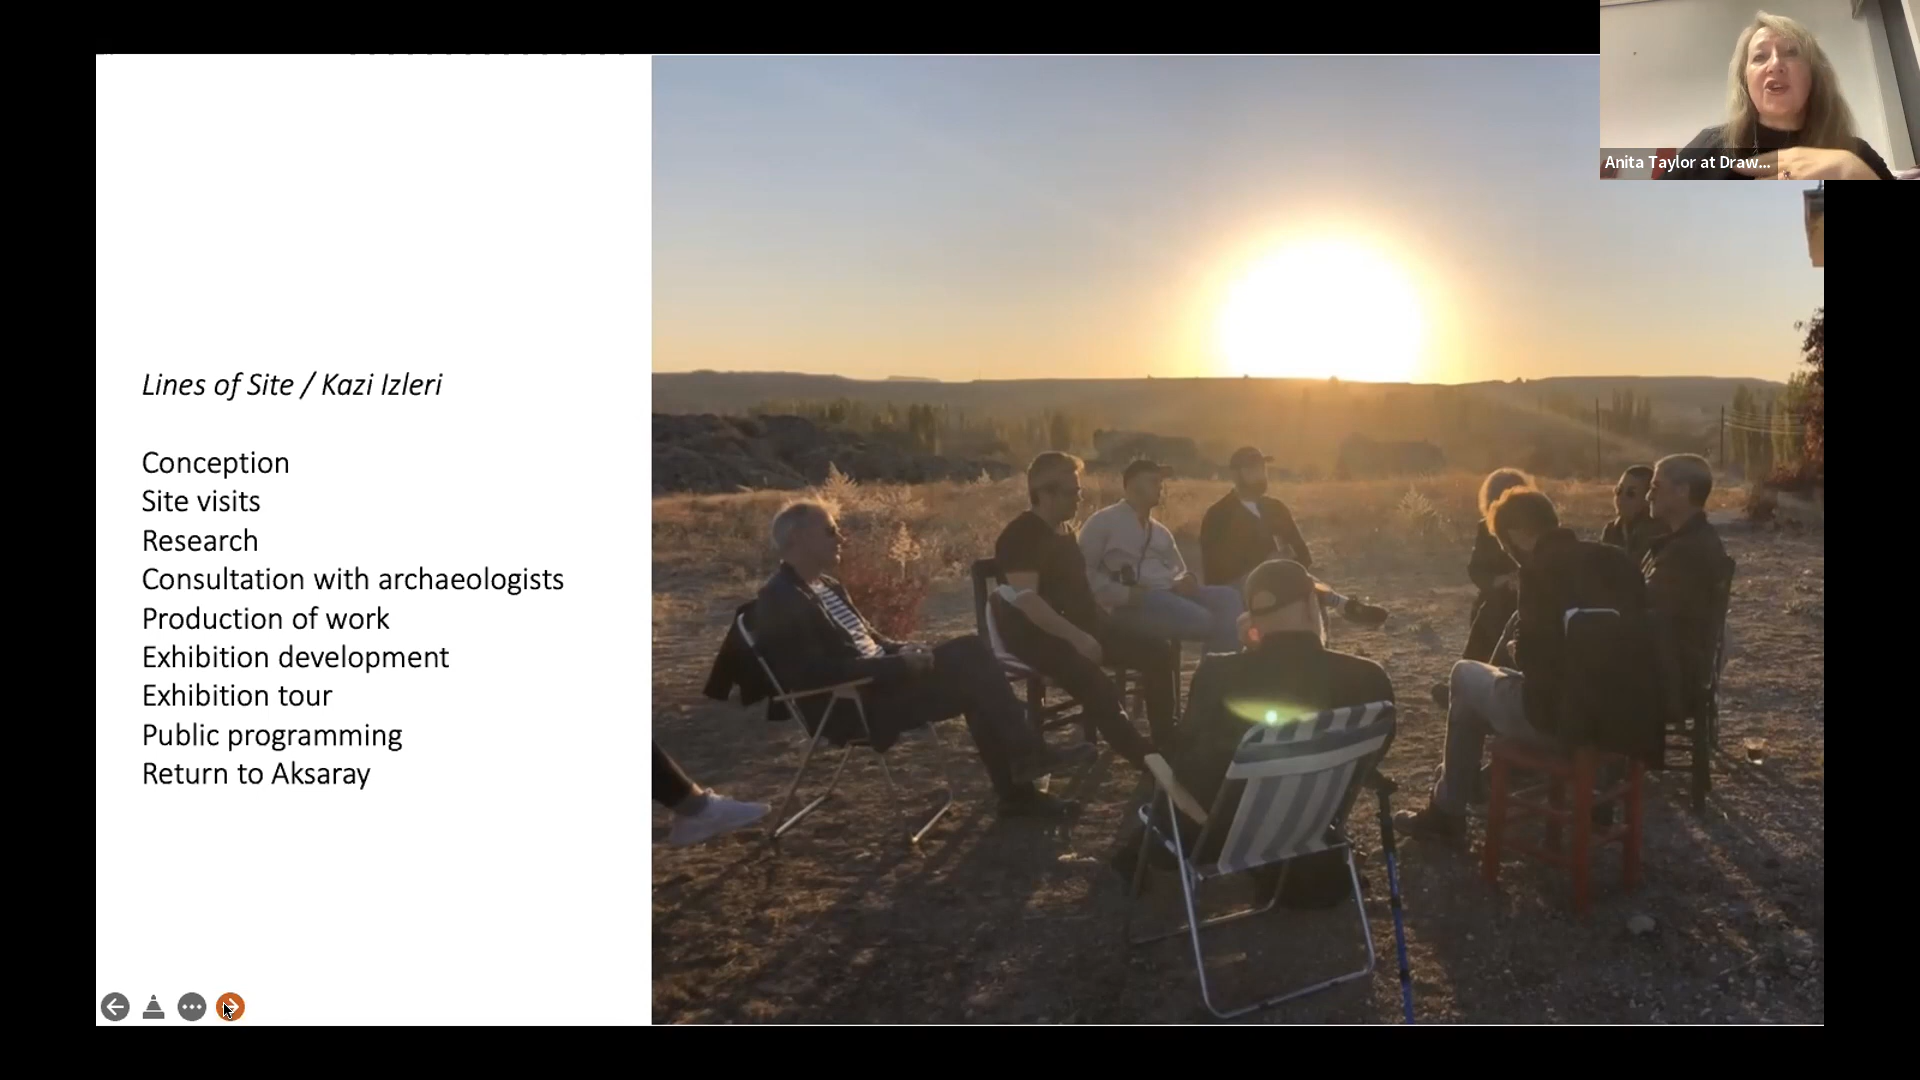 Anita Taylor at Draw...
Lines of Site / Kazi Izleri
Conception
Site visits
Research
Consultation with archaeologists
Production of work
Exhibition development
Exhibition tour
Public programming
Return to Aksaray